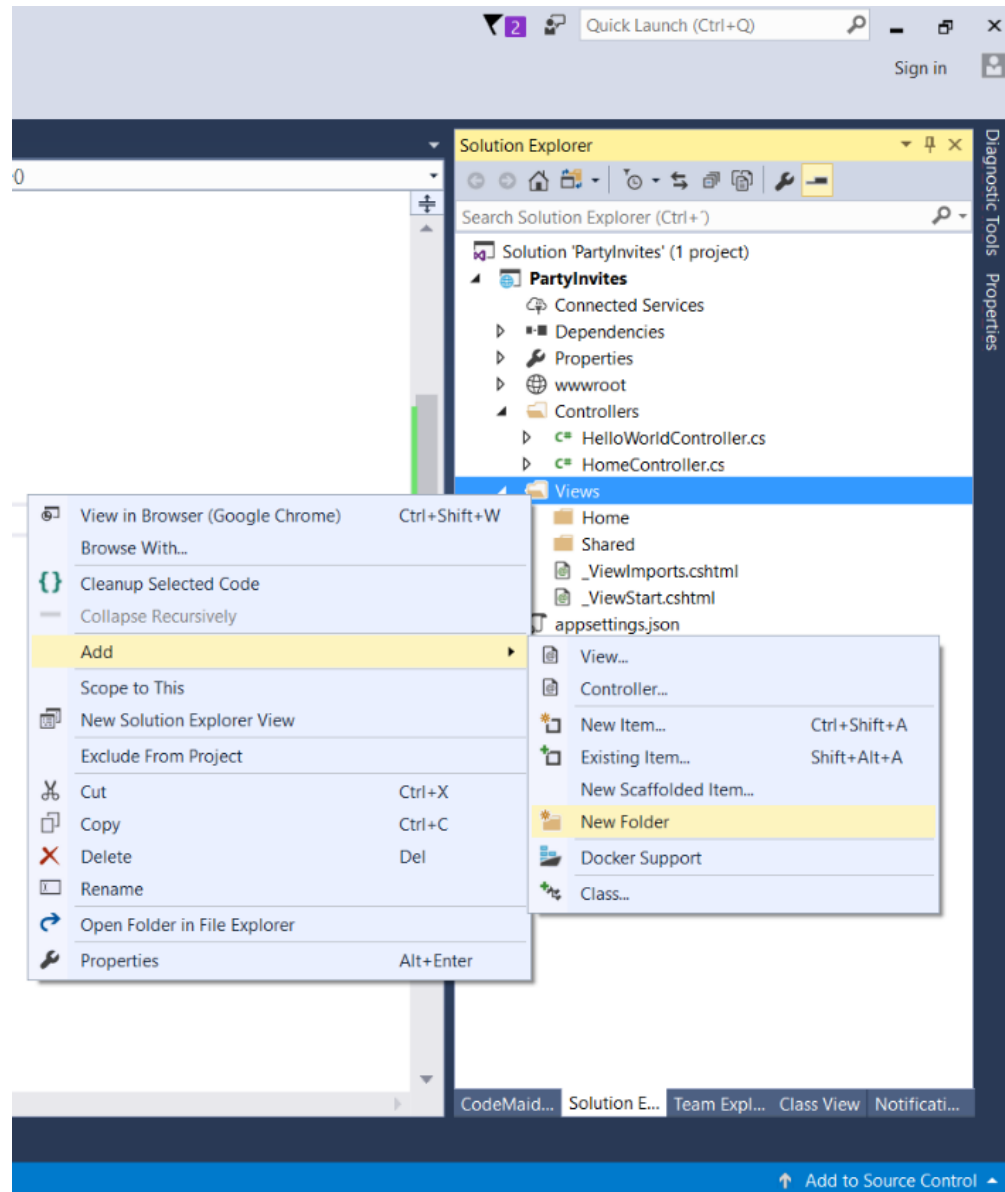 2
Quick Launch (Ctrl+Q)
Sign in
()
Solution Explorer
Search Solution Explorer (Ctrl+¨)
Solution 'PartyInvites' (1 project)
PartyInvites
Connected Services
Dependencies
Properties
wwwroot
Controllers
C# HelloWorldController.cs
C# HomeController.cs
Views
Home
Shared
_ViewImports.cshtml
_ViewStart.cshtml
appsettings.json
Diagnostic Tools
Properties
View in Browser (Google Chrome) Ctrl+Shift+W
Browse With...
Cleanup Selected Code
Collapse Recursively
Add
Scope to This
New Solution Explorer View
Exclude From Project
Cut Ctrl+X
Copy Ctrl+C
Delete Del
Rename
Open Folder in File Explorer
Properties Alt+Enter
View...
Controller...
New Item... Ctrl+Shift+A
Existing Item... Shift+Alt+A
New Scaffolded Item...
New Folder
Docker Support
Class...
CodeMaid... Solution E... Team Expl... Class View Notificati...
Add to Source Control